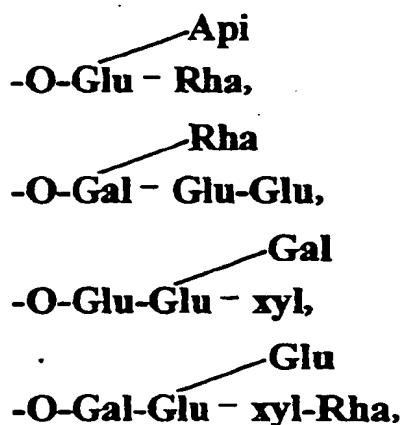 Api
-O-Glu - Rha,
Rha
-O-Gal - Glu-Glu,
Gal
-O-Glu-Glu - xyl,
Glu
-O-Gal-Glu - xyl-Rha,